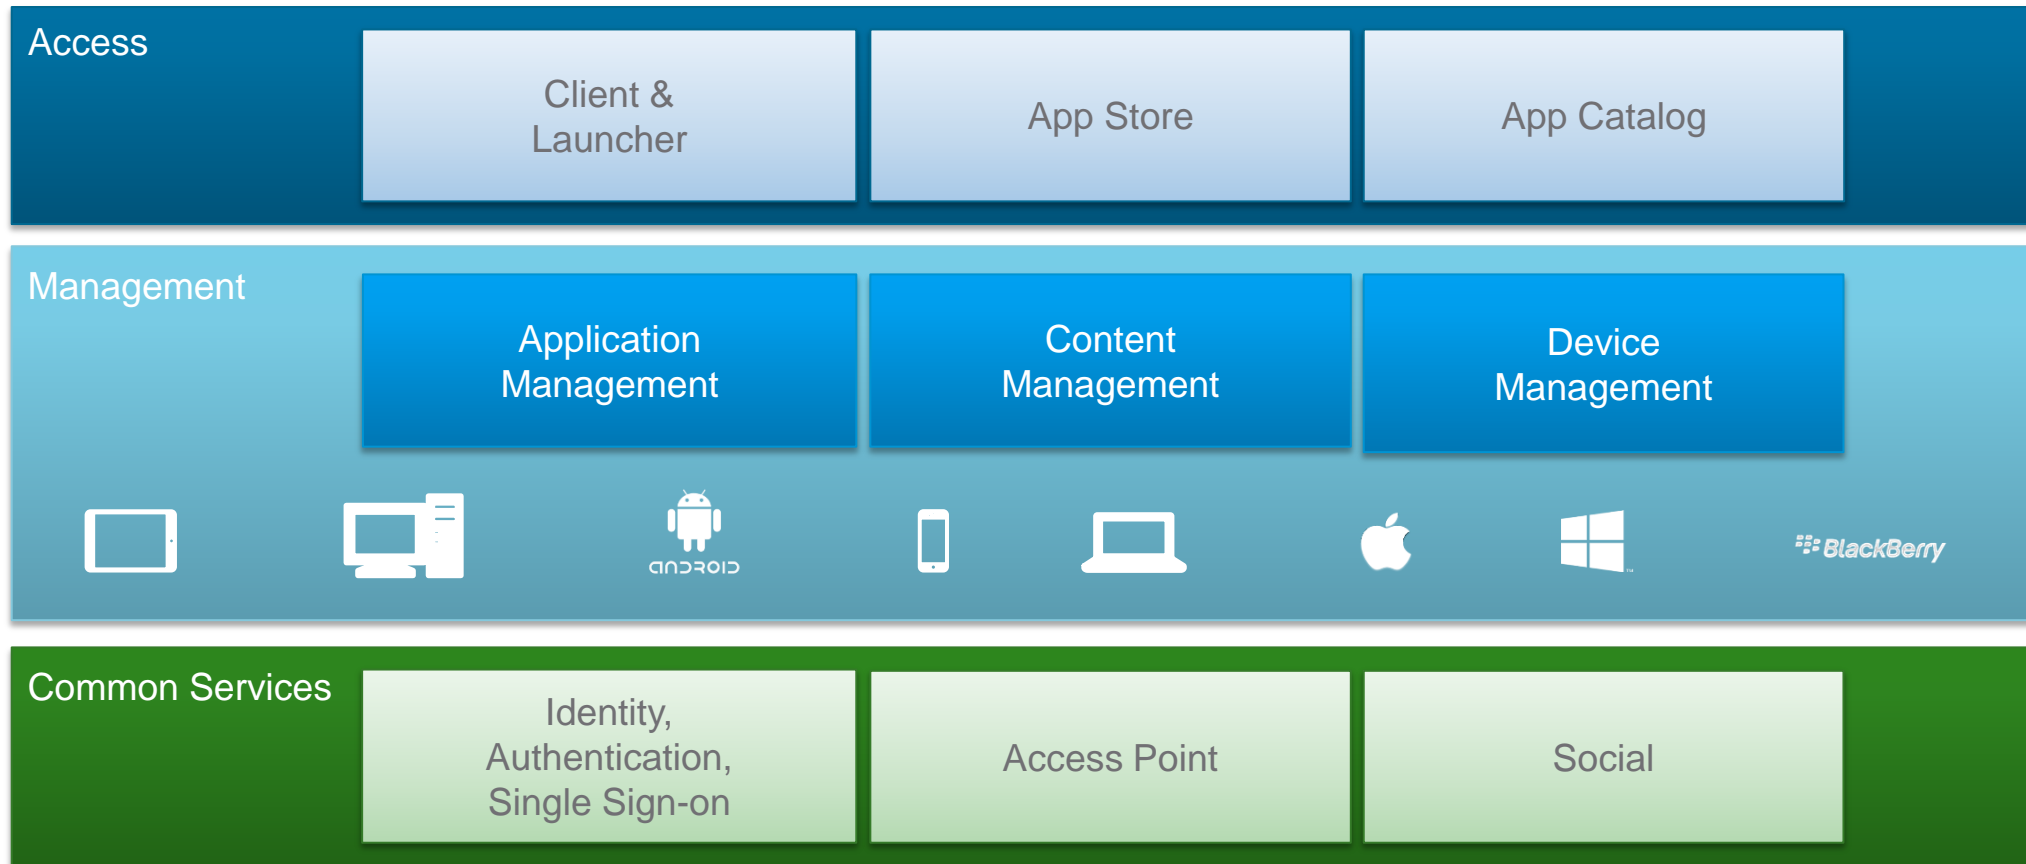 Access
Client &
Launcher
App Store
App Catalog
Management
Application
Management
Content
Management
Device
Management
ANDROID
BlackBerry
Common Services
Identity,
Authentication,
Single Sign-on
Access Point
Social